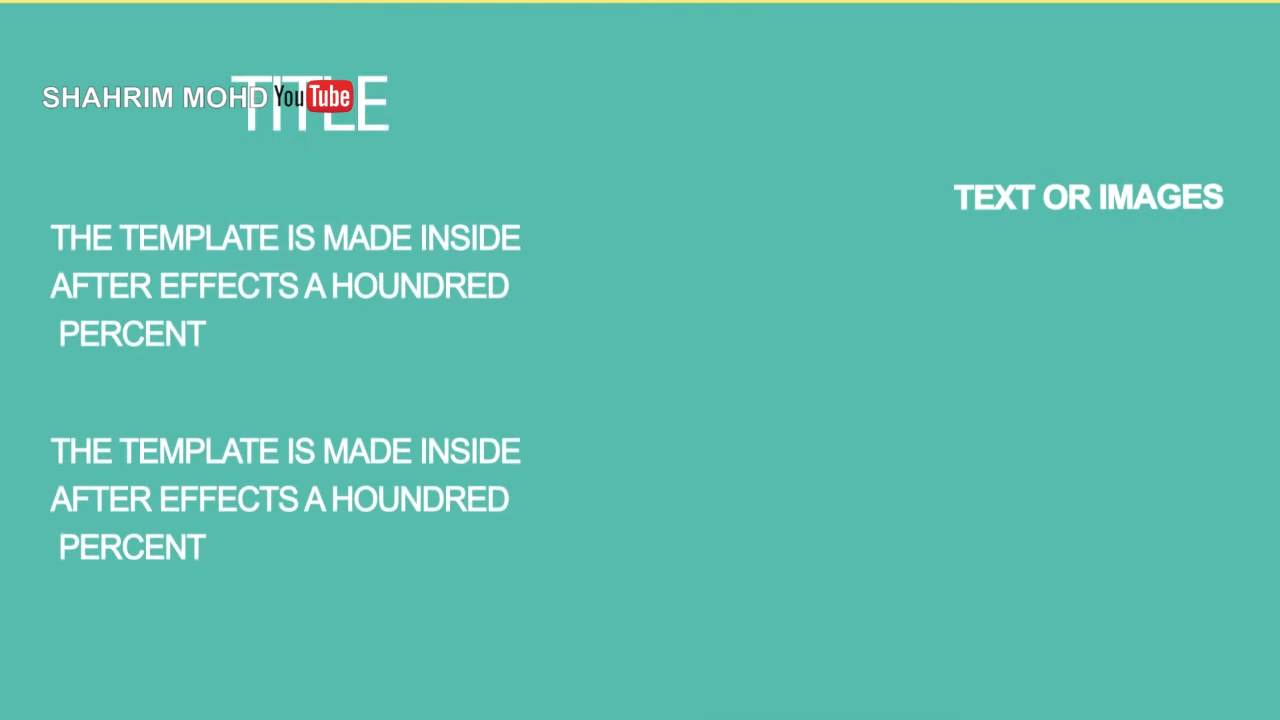 TITLE
SHAHRIM MOHD YouTube
TEXT OR IMAGES
THE TEMPLATE IS MADE INSIDE
AFTER EFFECTS A HOUNDRED
PERCENT
THE TEMPLATE IS MADE INSIDE
AFTER EFFECTS A HOUNDRED
PERCENT